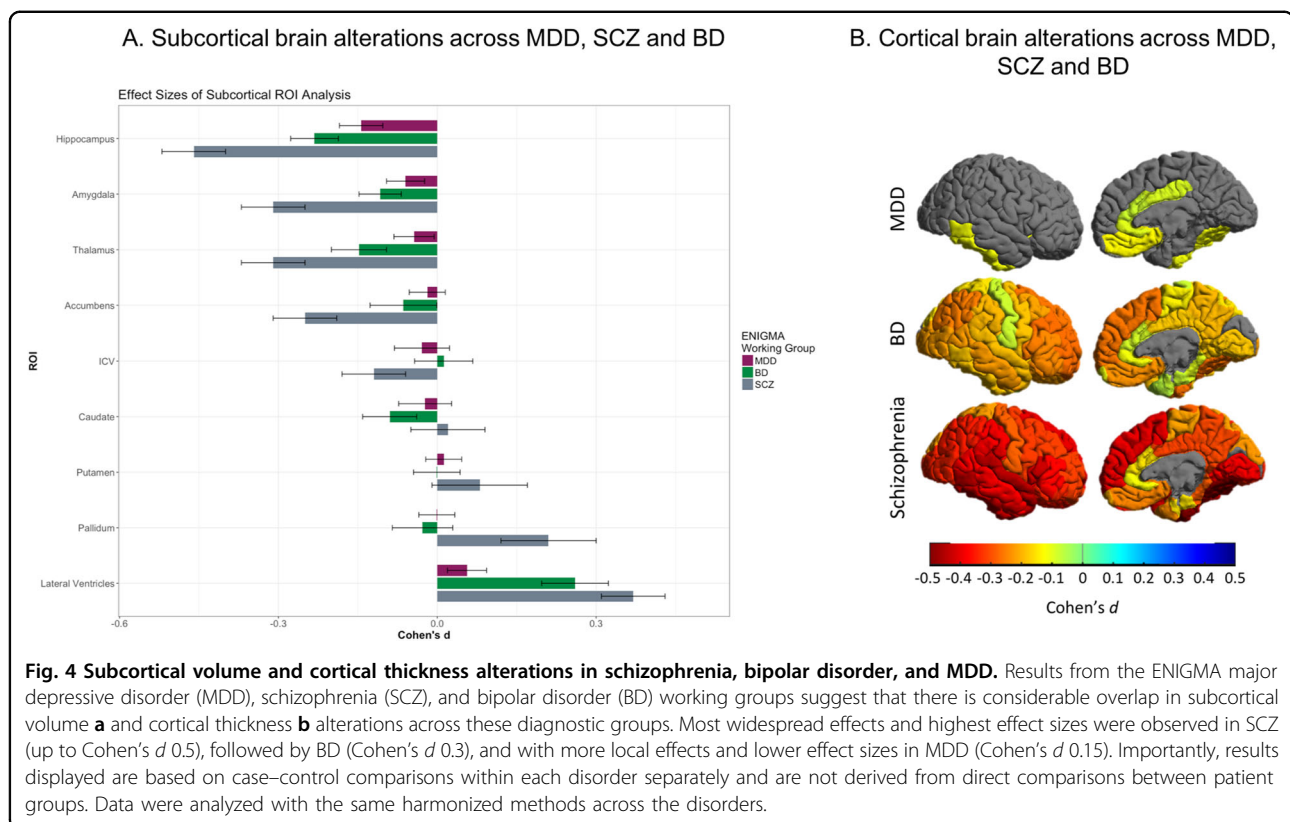 A. Subcortical brain alterations across MDD, SCZ and BD
Effect Sizes of Subcortical ROI Analysis
ROI
Hippocampus
Amygdala
Thalamus
Accumbens
ICV
Caudate
Putamen
Pallidum
Lateral Ventricles
-0.6
-0.3
0.0
0.3
Cohen's d
ENIGMA
Working Group
MDD
BD
SCZ
B. Cortical brain alterations across MDD,
SCZ and BD
MDD
BD
Schizophrenia
-0.5 -0.4 -0.3 -0.2 -0.1 0 0.1 0.2 0.3 0.4 0.5
Cohen's d
Fig. 4 Subcortical volume and cortical thickness alterations in schizophrenia, bipolar disorder, and MDD. Results from the ENIGMA major
depressive disorder (MDD), schizophrenia (SCZ), and bipolar disorder (BD) working groups suggest that there is considerable overlap in subcortical
volume a and cortical thickness b alterations across these diagnostic groups. Most widespread effects and highest effect sizes were observed in SCZ
(up to Cohen's d 0.5), followed by BD (Cohen's d 0.3), and with more local effects and lower effect sizes in MDD (Cohen's d 0.15). Importantly, results
displayed are based on case–control comparisons within each disorder separately and are not derived from direct comparisons between patient
groups. Data were analyzed with the same harmonized methods across the disorders.